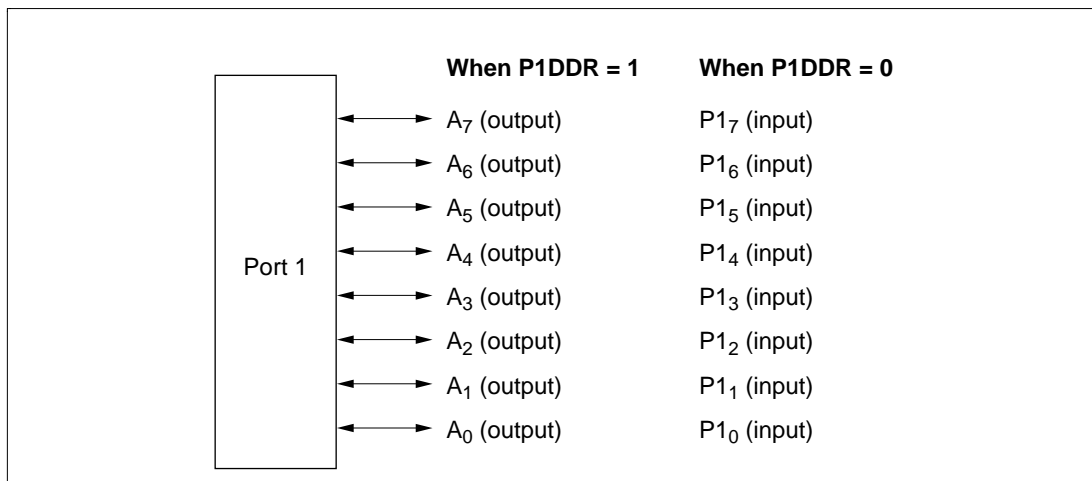 When P1DDR = 1 When P1DDR = 0
A7 (output) P17 (input)
A6 (output) P16 (input)
A5 (output) P15 (input)
Port 1 A4 (output) P14 (input)
A3 (output) P13 (input)
A2 (output) P12 (input)
A1 (output) P11 (input)
A0 (output) P10 (input)